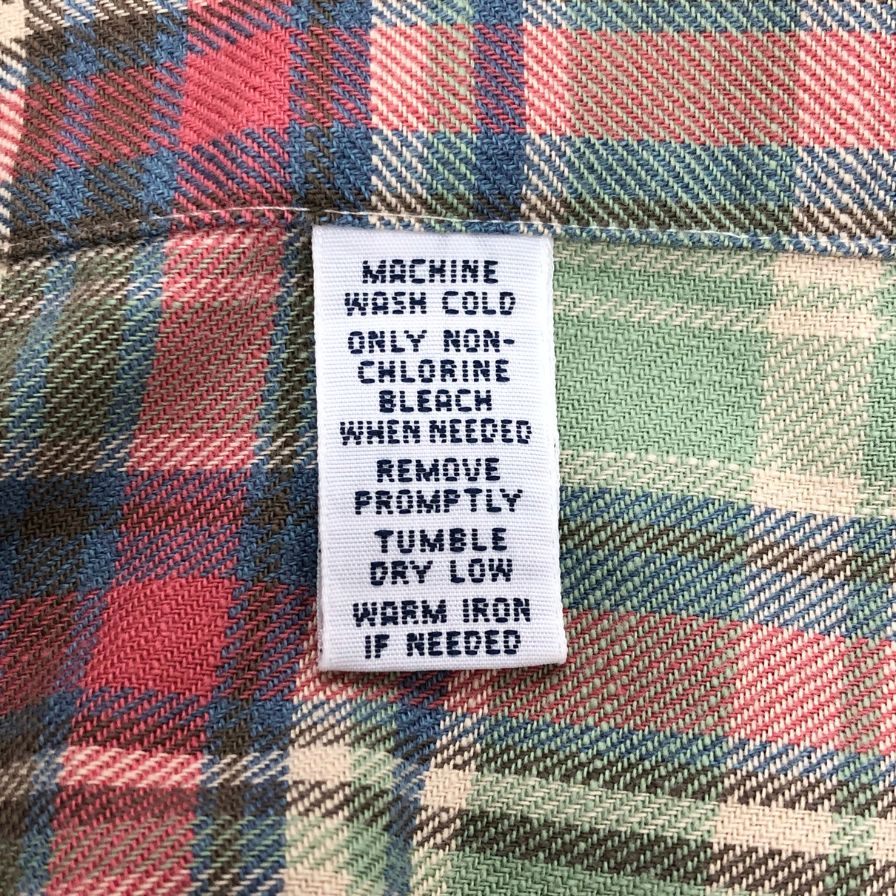 MACHINE
WASH COLD
ONLY NON-
CHLORINE
BLEACH
WHEN NEEDED
REMOVE
PROMPTLY
TUMBLE
DRY LOW
WARM IRON
IF NEEDED